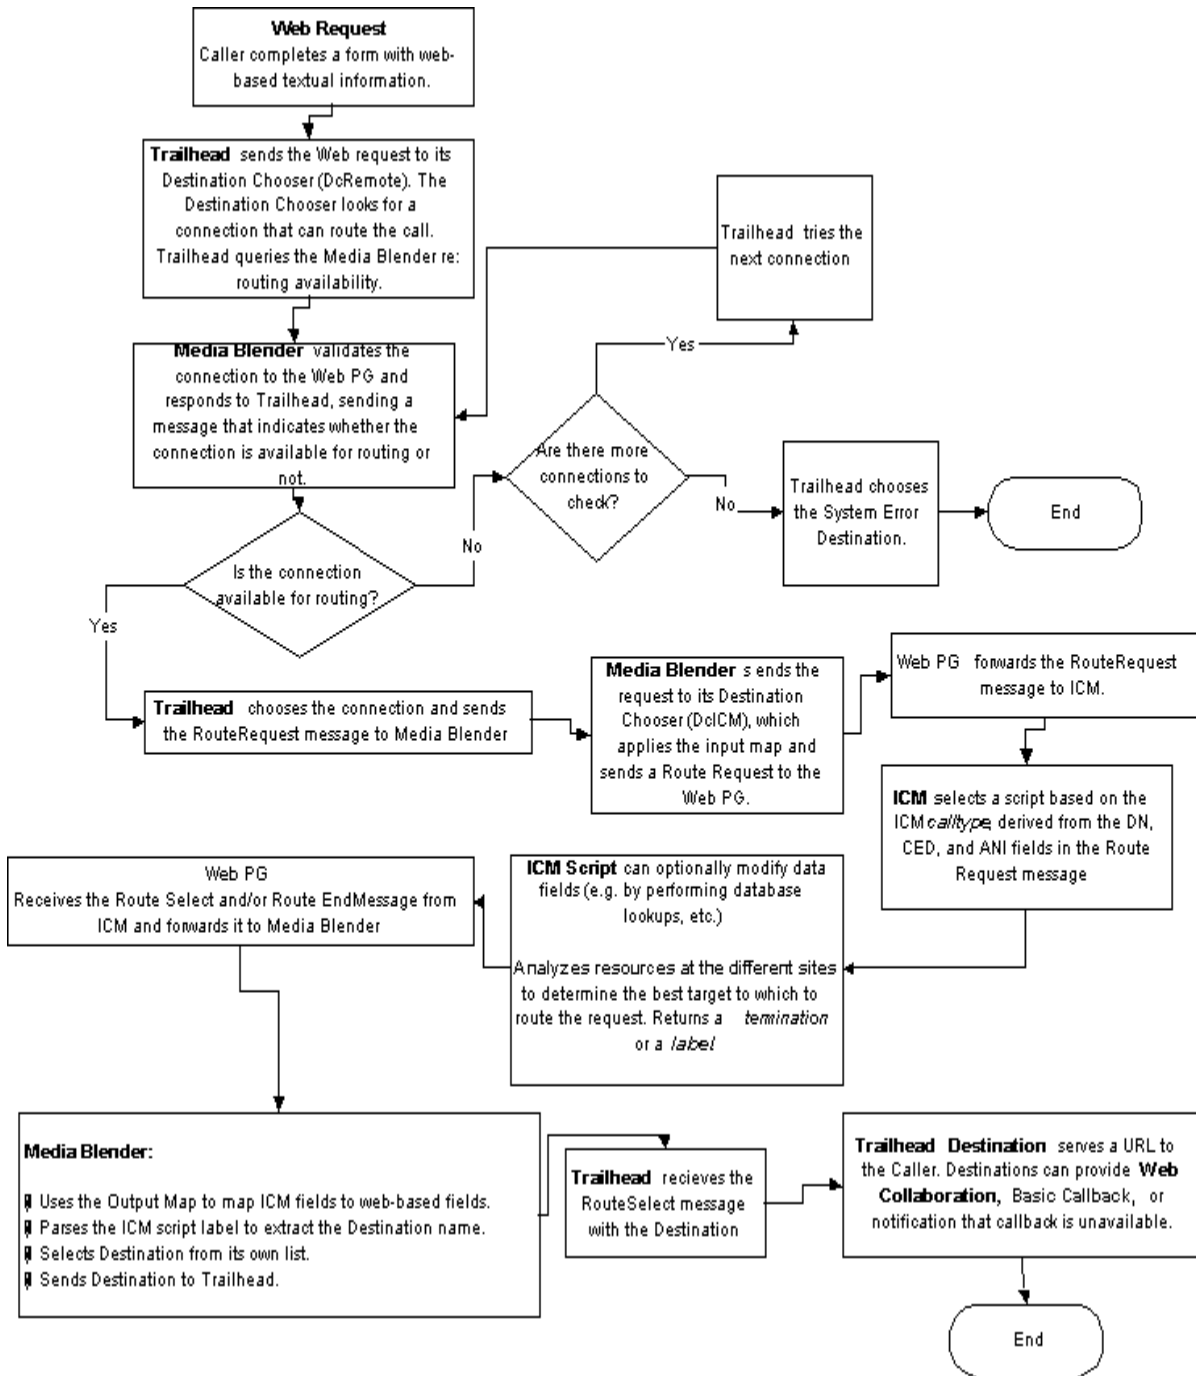 Web Request
Caller completes a form with web-
based textual information.
Trailhead sends the Web request to its
Destination Chooser (DcRemote). The
Destination Chooser looks for a
connection that can route the call.
Trailhead queries the Media Blender re:
routing availability.
Trailhead tries the
next connection
Yes
Media Blender validates the
connection to the Web PG and
responds to Trailhead, sending a
message that indicates whether the
connection is available for routing or
not.
Are there more
connections to
check?
No
Trailhead chooses
the System Error
Destination.
End
No
Is the connection
available for routing?
Yes
Trailhead chooses the connection and sends
the RouteRequest message to Media Blender
Media Blender s ends the
request to its Destination
Chooser (DcICM), which
applies the input map and
sends a Route Request to the
Web PG.
Web PG forwards the RouteRequest
message to ICM.
ICM selects a script based on the
ICM calltype, derived from the DN,
CED, and ANI fields in the Route
Request message
ICM Script can optionally modify data
fields (e.g. by performing database
lookups, etc.)
Analyzes resources at the different sites
to determine the best target to which to
route the request. Returns a termination
or a label
Web PG
Receives the Route Select and/or Route EndMessage from
ICM and forwards it to Media Blender
Media Blender:
Uses the Output Map to map ICM fields to web-based fields.
Parses the ICM script label to extract the Destination name.
Selects Destination from its own list.
Sends Destination to Trailhead.
Trailhead recieves the
RouteSelect message
with the Destination
Trailhead Destination serves a URL to
the Caller. Destinations can provide Web
Collaboration, Basic Callback, or
notification that callback is unavailable.
End